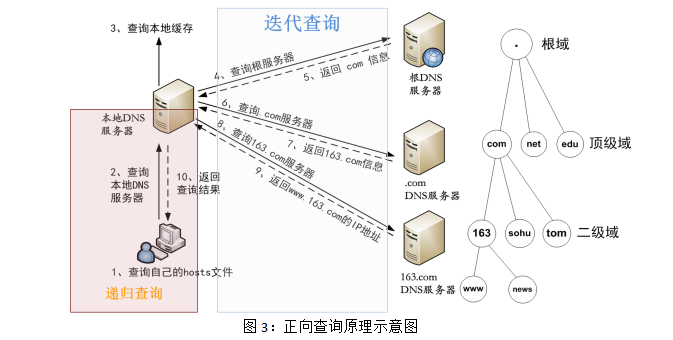 迭代查询
3、查询本地缓存
4、查询根服务器
5、返回 com 信息
根DNS
服务器
6、查询.com服务器
7、返回163.com信息
.com
DNS服务器
8、查询163.com服务器
9、返回www.163.com的IP地址
163.com
DNS服务器
本地DNS
服务器
2、查询
本地DNS
服务器
10、返回
查询结果
1、查询自己的hosts文件
递归查询
. 根域
com net edu 顶级域
163 sohu tom 二级域
www news
图 3：正向查询原理示意图